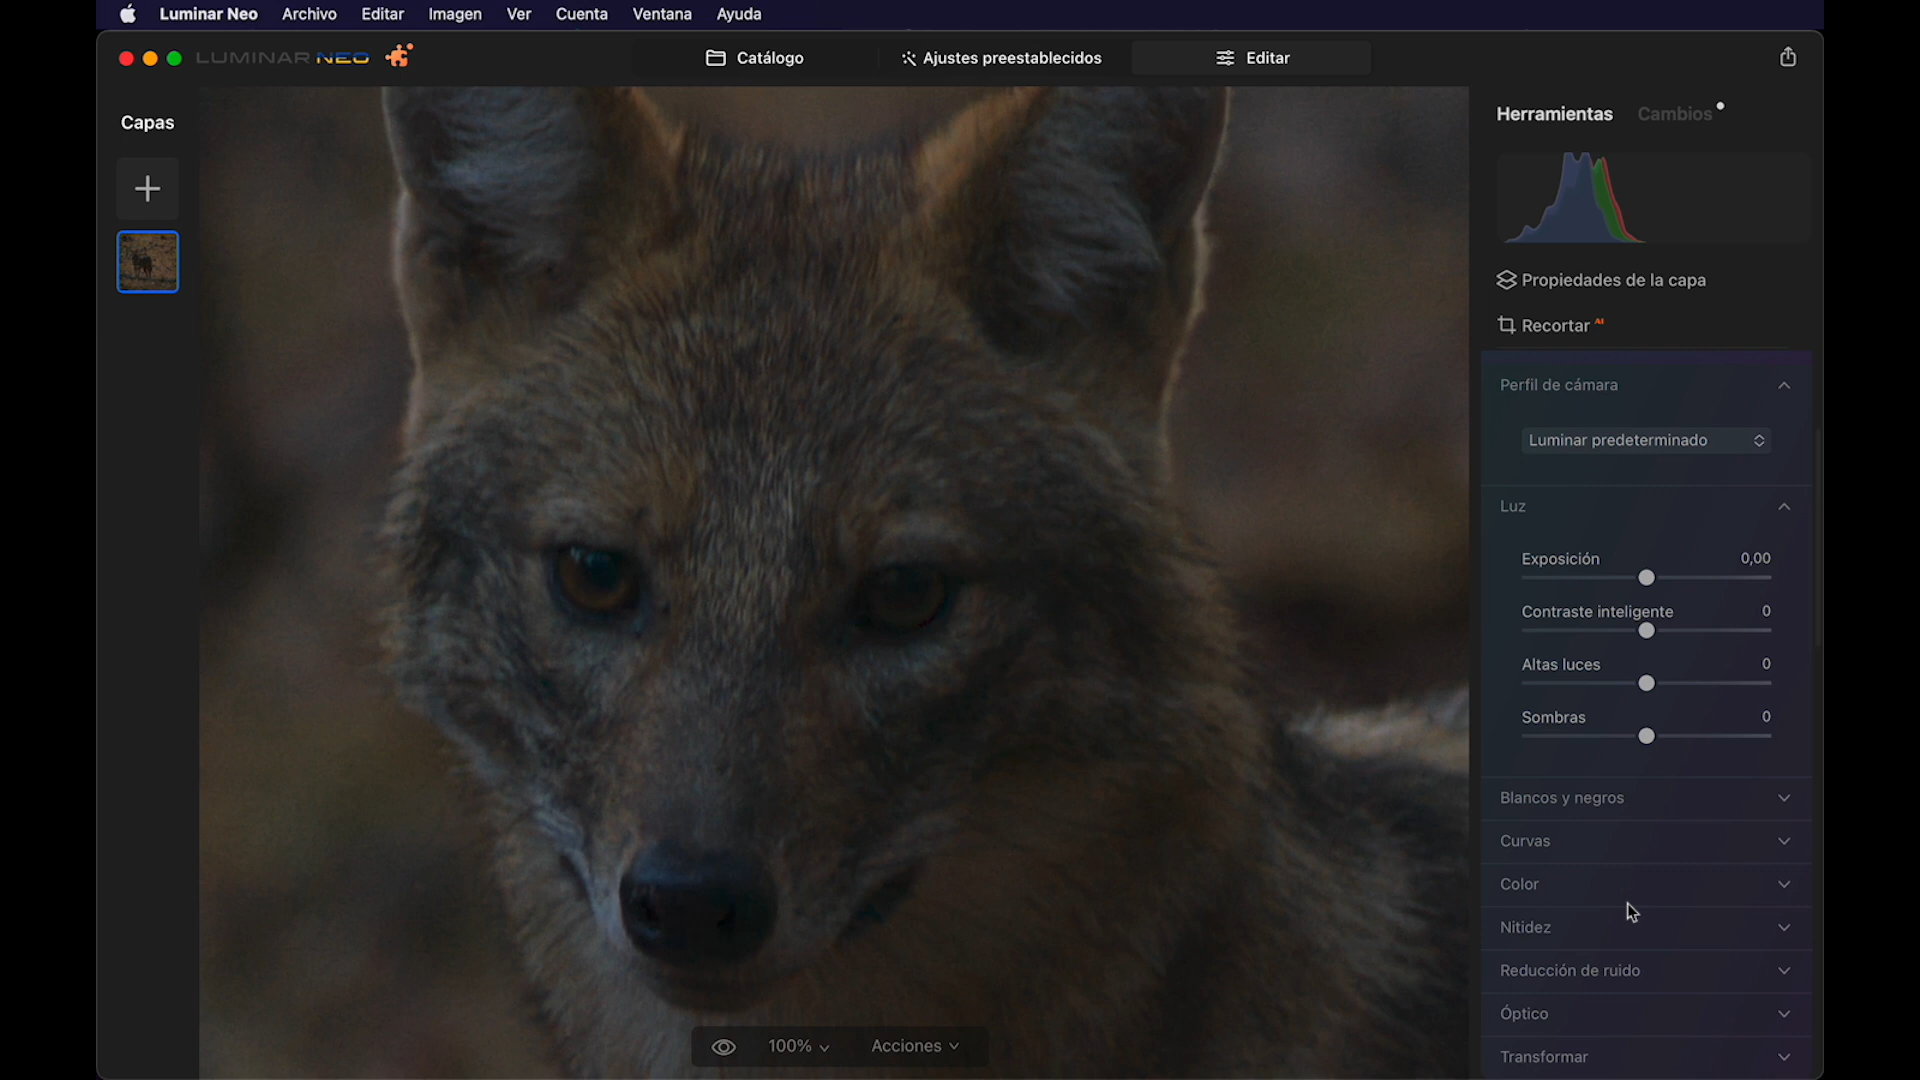 Luminar Neo Archivo Editar Imagen Ver Cuenta Ventana Ayuda
LUMINAR NEO
Catálogo
Ajustes preestablecidos
Editar
Capas
Herramientas Cambios
Propiedades de la capa
Recortar AI
Perfil de cámara
Luminar predeterminado
Luz
Exposición 0,00
Contraste inteligente 0
Altas luces 0
Sombras 0
Blancos y negros
Curvas
Color
Nitidez
Reducción de ruido
Óptico
Transformar
100% Acciones